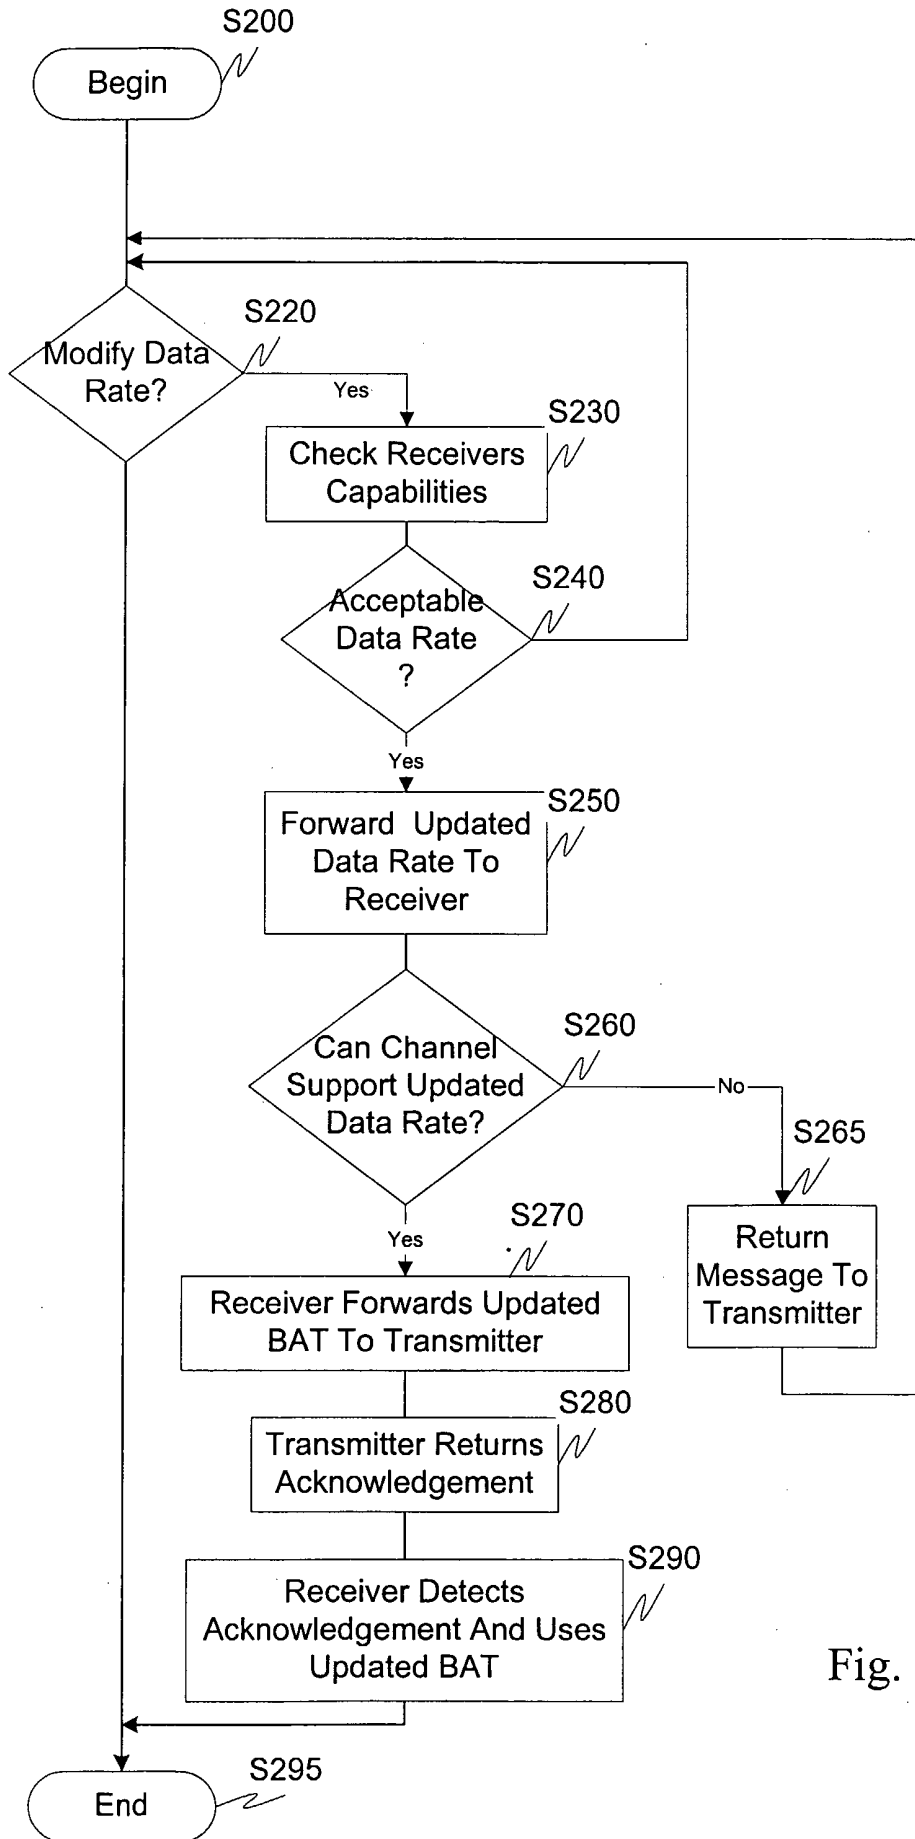 S200
Begin
S220
Modify Data
Rate?
Yes
S230
Check Receivers
Capabilities
S240
Acceptable
Data Rate
?
Yes
S250
Forward Updated
Data Rate To
Receiver
S260
Can Channel
Support Updated
Data Rate?
No
S265
Return
Message To
Transmitter
Yes
S270
Receiver Forwards Updated
BAT To Transmitter
S280
Transmitter Returns
Acknowledgement
S290
Receiver Detects
Acknowledgement And Uses
Updated BAT
Fig.
S295
End